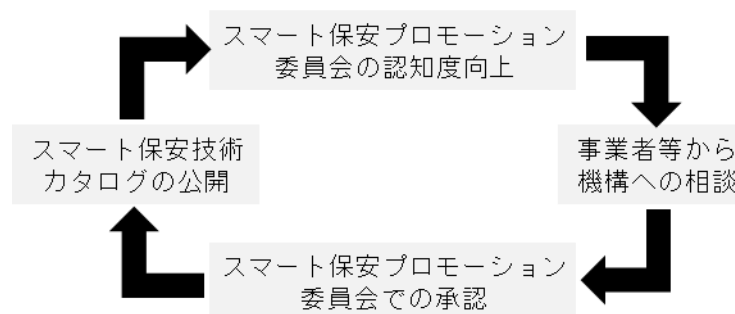 スマート保安プロモーション
委員会の認知度向上
スマート保安技術
カタログの公開
事業者等から
機構への相談
スマート保安プロモーション
委員会での承認